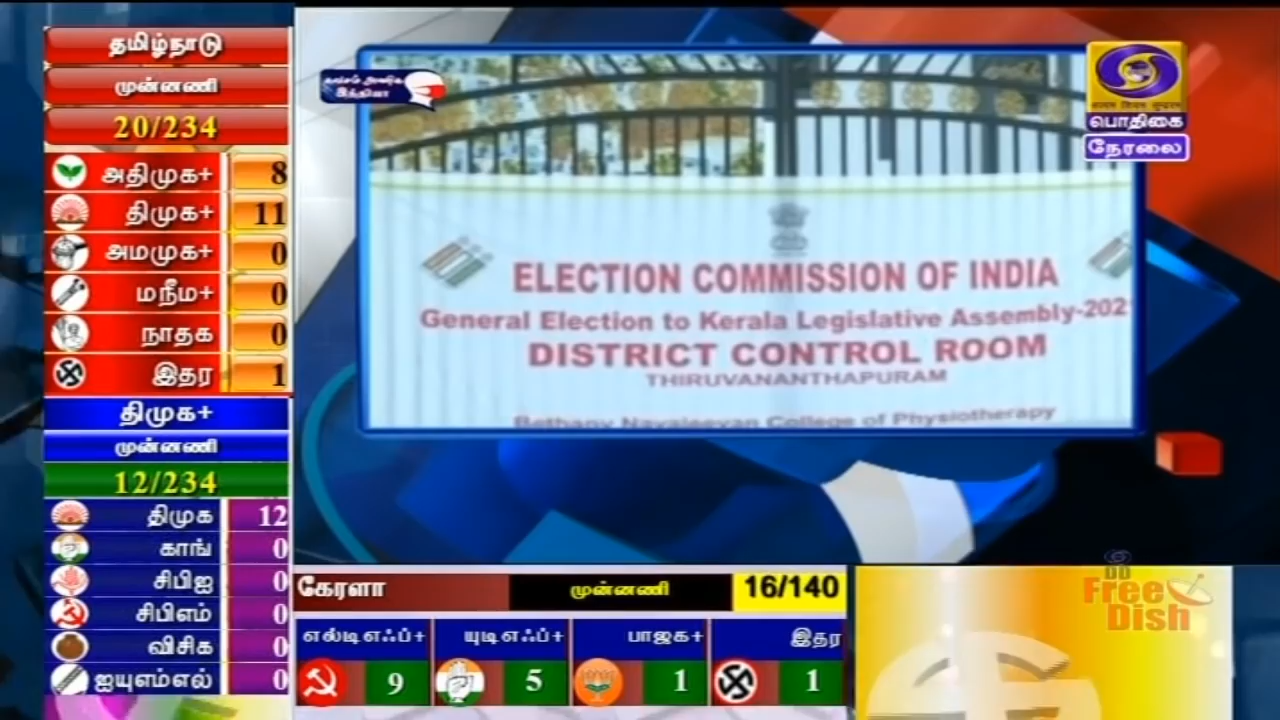 தமிழ்நாடு
முன்னணி
20/234
அதிமுக+ 8
திமுக+ 11
அமமுக+ 0
மநீம+ 0
நாதக 0
இதர 1
திமுக+
முன்னணி
12/234
திமுக 12
காங் 0
சிபிஐ 0
சிபிஎம் 0
விசிக 0
ஐயுஎம்எல் 0
இந்தியா
பொதிகை
நேரலை
ELECTION COMMISSION OF INDIA
General Election to Kerala Legislative Assembly-202
DISTRICT CONTROL ROOM
THIRUVANANTHAPURAM
Bethany Navajeevan College of Physiotherapy
கேரளா முன்னணி 16/140
எல்டிஎஃப்+ யுடிஎஃப்+ பாஜக+ இதர
9 5 1 1
DD
Free
Dish